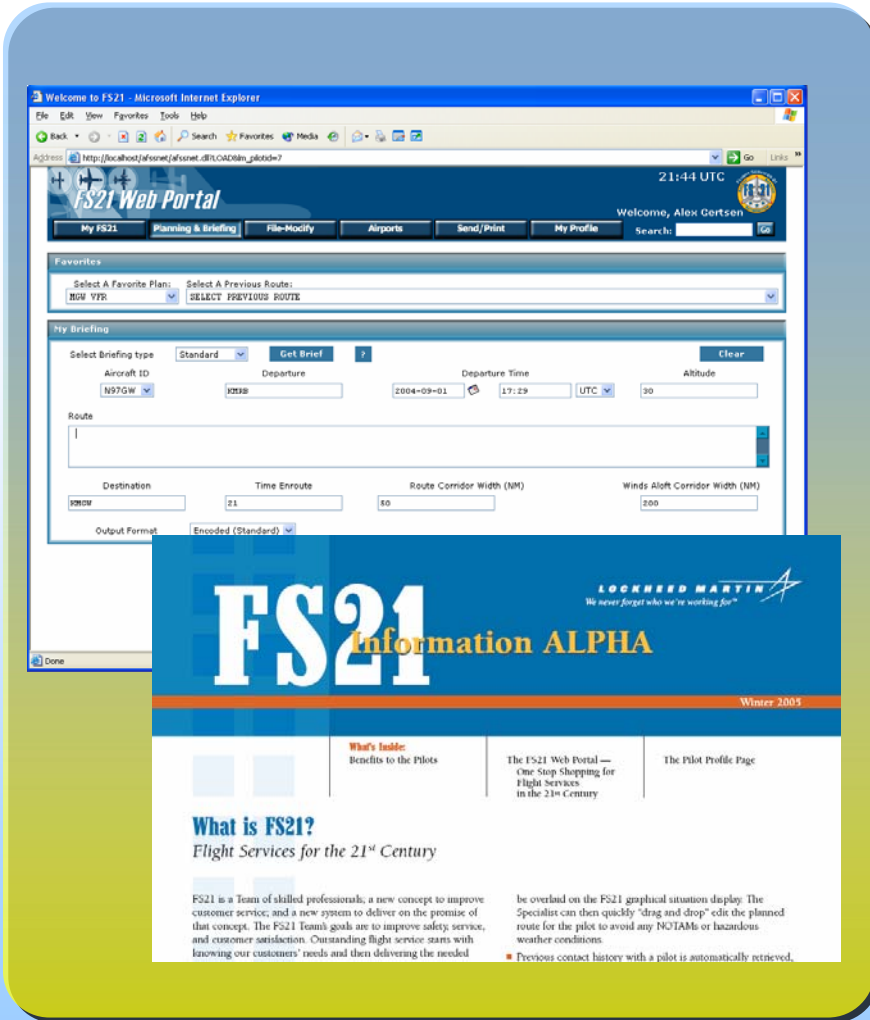 Welcome to FS21 - Microsoft Internet Explorer
File Edit View Favorites Tools Help
Back Search Favorites Media
Address http://localhost/afssnet/afssnet.dll?LOAD&lm_pilotid=7 Go Links »
21:44 UTC
FS21 Web Portal
FS21
Welcome, Alex Gertsen
My FS21 Planning & Briefing File-Modify Airports Send/Print My Profile Search: Go
Favorites
Select A Favorite Plan: Select A Previous Route:
MGW VFR SELECT PREVIOUS ROUTE
My Briefing
Select Briefing type Standard Get Brief ? Clear
Aircraft ID Departure Departure Time Altitude
N97GW KMRB 2004-09-01 17:29 UTC 30
Route
Destination Time Enroute Route Corridor Width (NM) Winds Aloft Corridor Width (NM)
KMGW 21 50 200
Output Format Encoded (Standard)
Done
LOCKHEED MARTIN
We never forget who we're working for™
FS21
Information ALPHA
Winter 2005
What's Inside:
Benefits to the Pilots
The FS21 Web Portal —
One Stop Shopping for
Flight Services
in the 21st Century
The Pilot Profile Page
What is FS21?
Flight Services for the 21st Century
FS21 is a Team of skilled professionals; a new concept to improve
customer service; and a new system to deliver on the promise of
that concept. The FS21 Team's goals are to improve safety, service,
and customer satisfaction. Outstanding flight service starts with
knowing our customers' needs and then delivering the needed
be overlaid on the FS21 graphical situation display. The
Specialist can then quickly "drag and drop" edit the planned
route for the pilot to avoid any NOTAMs or hazardous
weather conditions.
■ Previous contact history with a pilot is automatically retrieved,